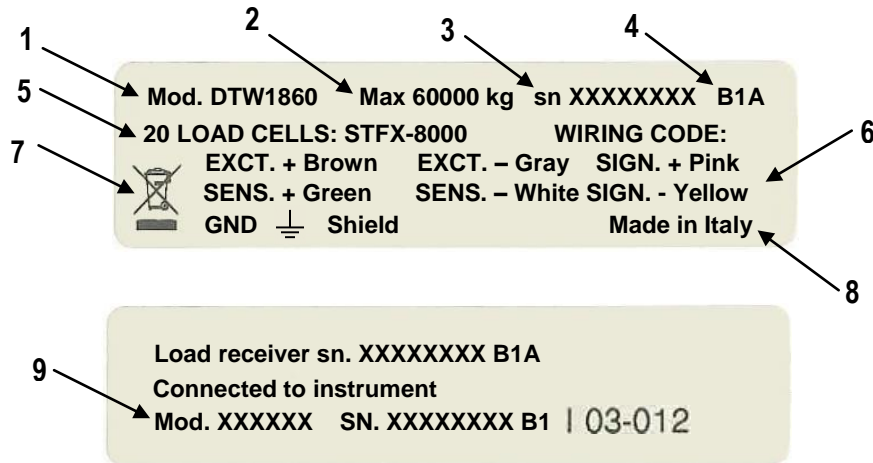 1 2 3 4
Mod. DTW1860 Max 60000 kg sn XXXXXXXX B1A
5
20 LOAD CELLS: STFX-8000 WIRING CODE:
6
7
EXCT. + Brown EXCT. – Gray SIGN. + Pink
SENS. + Green SENS. – White SIGN. - Yellow
GND Shield Made in Italy
8
Load receiver sn. XXXXXXXX B1A
9
Connected to instrument
Mod. XXXXXX SN. XXXXXXXX B1 | 03-012